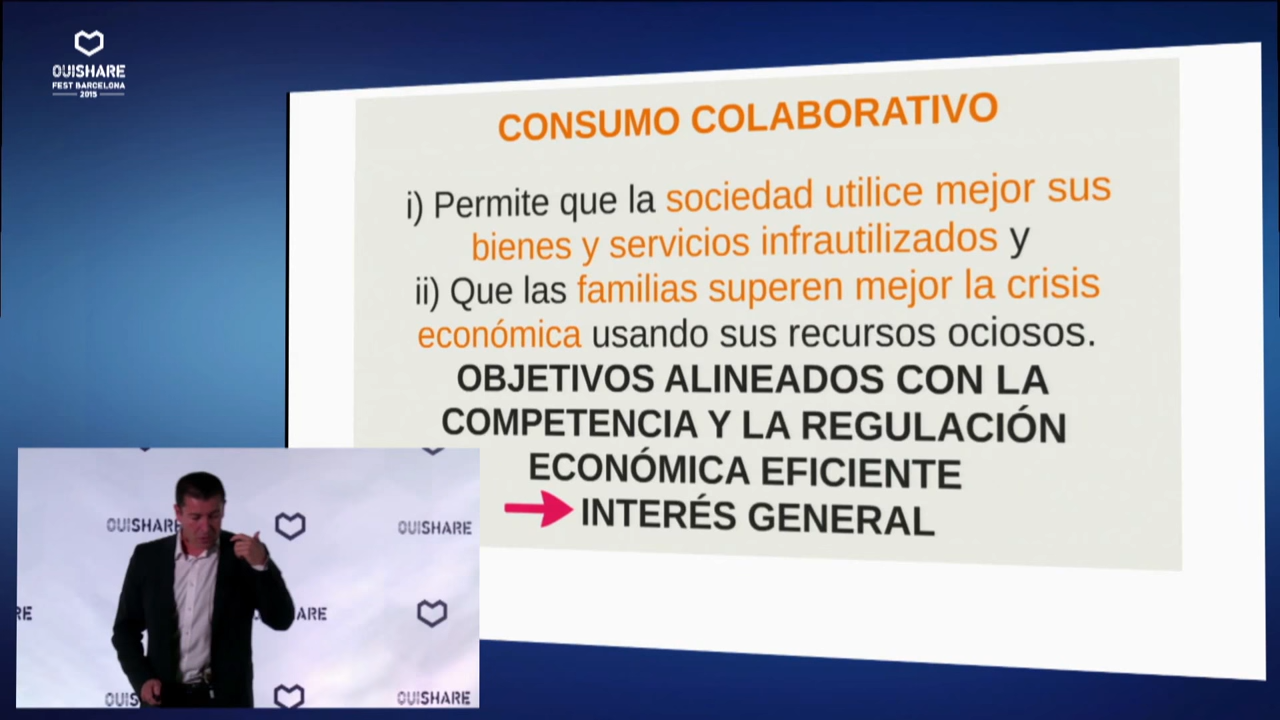 OUISHARE
FEST BARCELONA
2015
CONSUMO COLABORATIVO
i) Permite que la sociedad utilice mejor sus
bienes y servicios infrautilizados y
ii) Que las familias superen mejor la crisis
económica usando sus recursos ociosos.
OBJETIVOS ALINEADOS CON LA
COMPETENCIA Y LA REGULACIÓN
ECONÓMICA EFICIENTE
INTERÉS GENERAL
OUISHARE
OUISHARE
RE
ARE
OUIS
OUISHARE